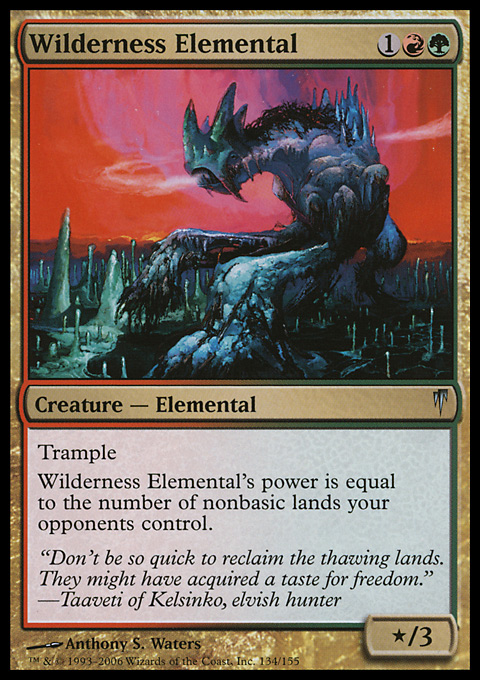 Wilderness Elemental 1
Creature — Elemental
Trample
Wilderness Elemental's power is equal
to the number of nonbasic lands your
opponents control.
“Don't be so quick to reclaim the thawing lands.
They might have acquired a taste for freedom.”
—Taaveti of Kelsinko, elvish hunter
★/3
Anthony S. Waters
™ & © 1993–2006 Wizards of the Coast, Inc. 134/155